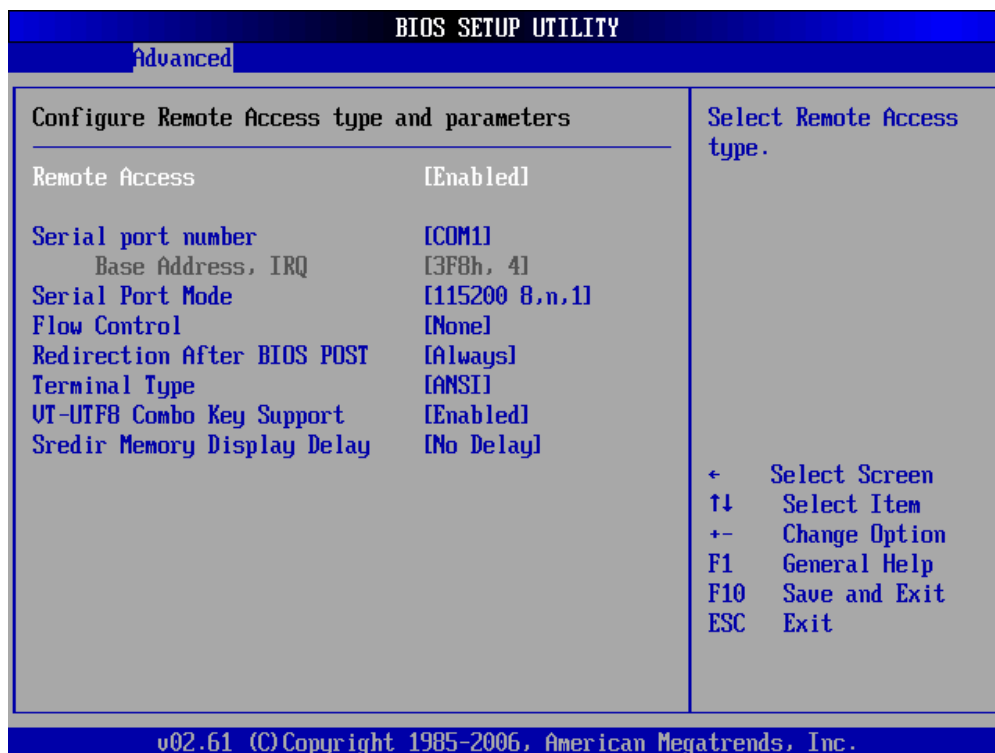 BIOS SETUP UTILITY
Advanced
Configure Remote Access type and parameters
Remote Access [Enabled]
Serial port number [COM1]
Base Address, IRQ [3F8h, 4]
Serial Port Mode [115200 8,n,1]
Flow Control [None]
Redirection After BIOS POST [Always]
Terminal Type [ANSI]
VT-UTF8 Combo Key Support [Enabled]
Sredir Memory Display Delay [No Delay]
Select Remote Access
type.
← Select Screen
↑↓ Select Item
+- Change Option
F1 General Help
F10 Save and Exit
ESC Exit
v02.61 (C)Copyright 1985-2006, American Megatrends, Inc.